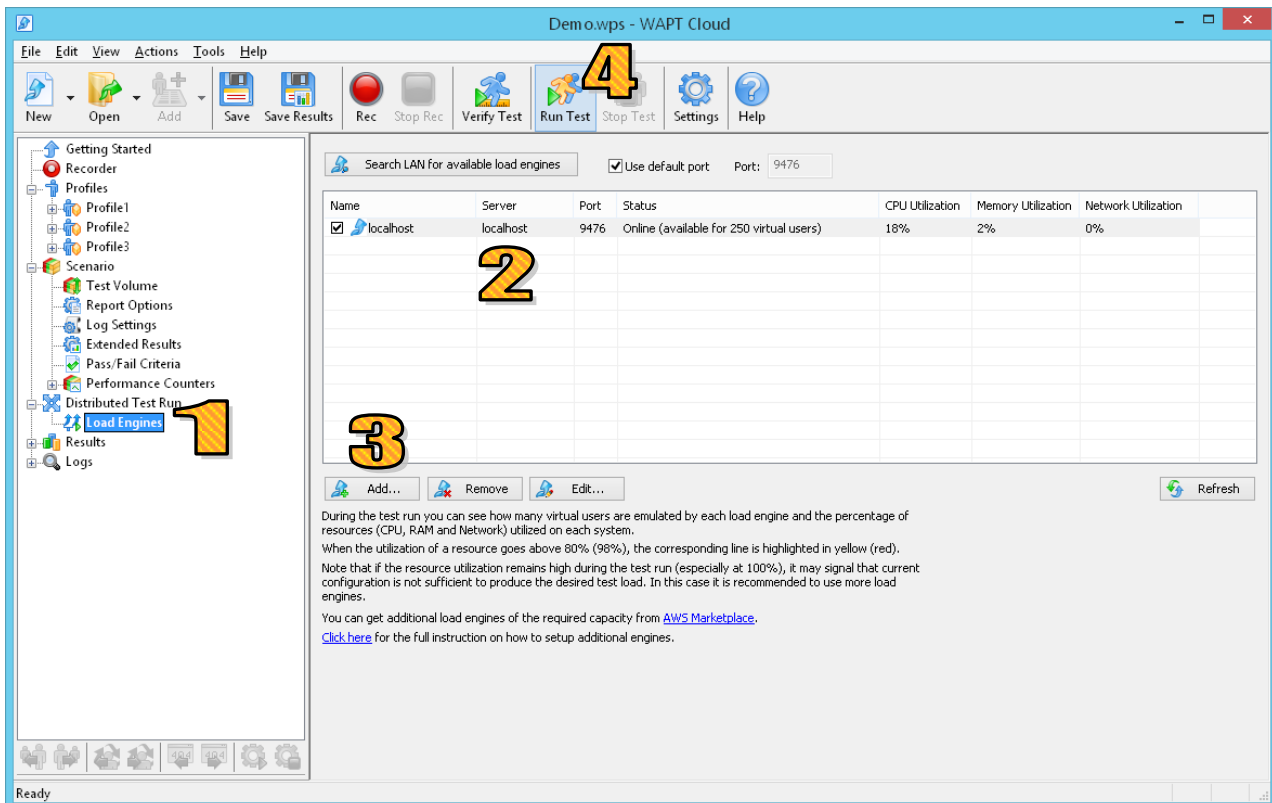 Demo.wps - WAPT Cloud
File Edit View Actions Tools Help
4
New Open Add Save Save Results Rec Stop Rec Verify Test Run Test Stop Test Settings Help
Getting Started
Recorder
Profiles
Profile1
Profile2
Profile3
Scenario
Test Volume
Report Options
Log Settings
Extended Results
Pass/Fail Criteria
Performance Counters
Distributed Test Run
Load Engines
1
Results
Logs
Search LAN for available load engines Use default port Port: 9476
Name Server Port Status CPU Utilization Memory Utilization Network Utilization
localhost localhost 9476 Online (available for 250 virtual users) 18% 2% 0%
2
3
Add... Remove Edit... Refresh
During the test run you can see how many virtual users are emulated by each load engine and the percentage of
resources (CPU, RAM and Network) utilized on each system.
When the utilization of a resource goes above 80% (98%), the corresponding line is highlighted in yellow (red).
Note that if the resource utilization remains high during the test run (especially at 100%), it may signal that current
configuration is not sufficient to produce the desired test load. In this case it is recommended to use more load
engines.
You can get additional load engines of the required capacity from AWS Marketplace.
Click here for the full instruction on how to setup additional engines.
404 404
Ready